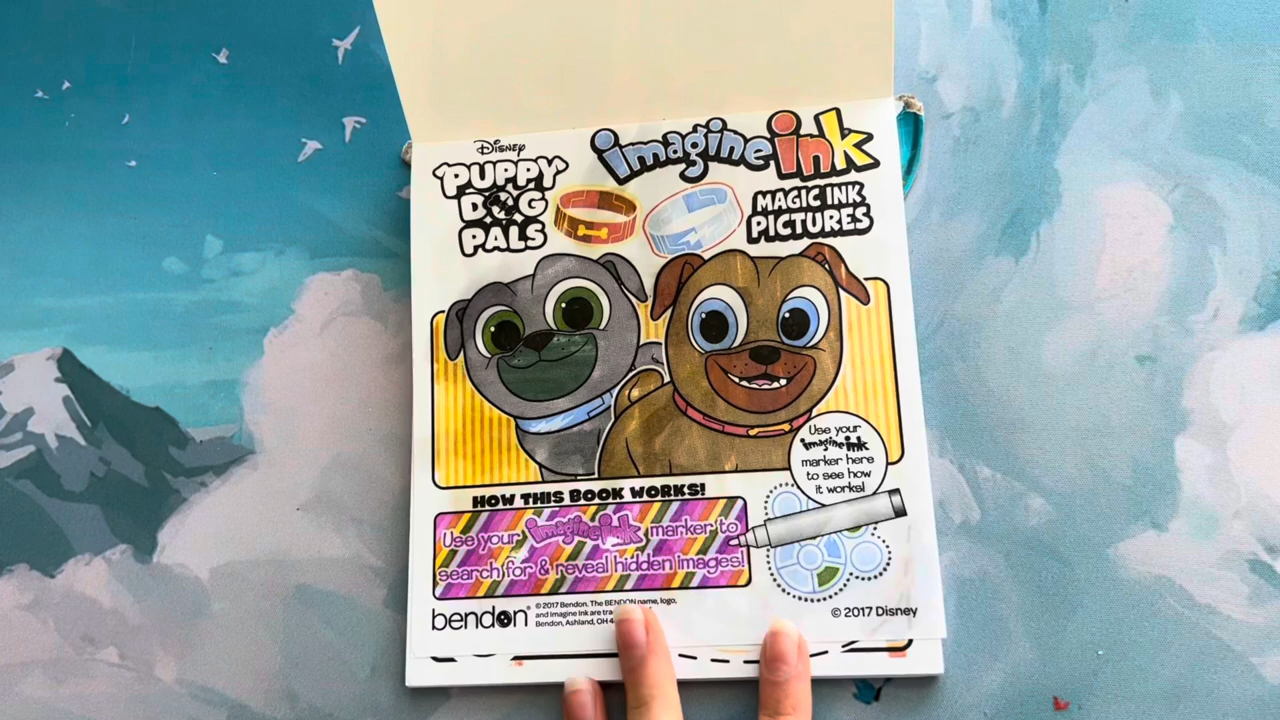 Disney
PUPPY
DOG
PALS
imagine ink
MAGIC INK
PICTURES
Use your
imagine ink
marker here
to see how
it works!
HOW THIS BOOK WORKS!
Use your imagine ink marker to
search for & reveal hidden images!
bendon®
© 2017 Bendon. The BENDON name, logo,
and Imagine Ink are
Bendon, Ashland, OH
© 2017 Disney